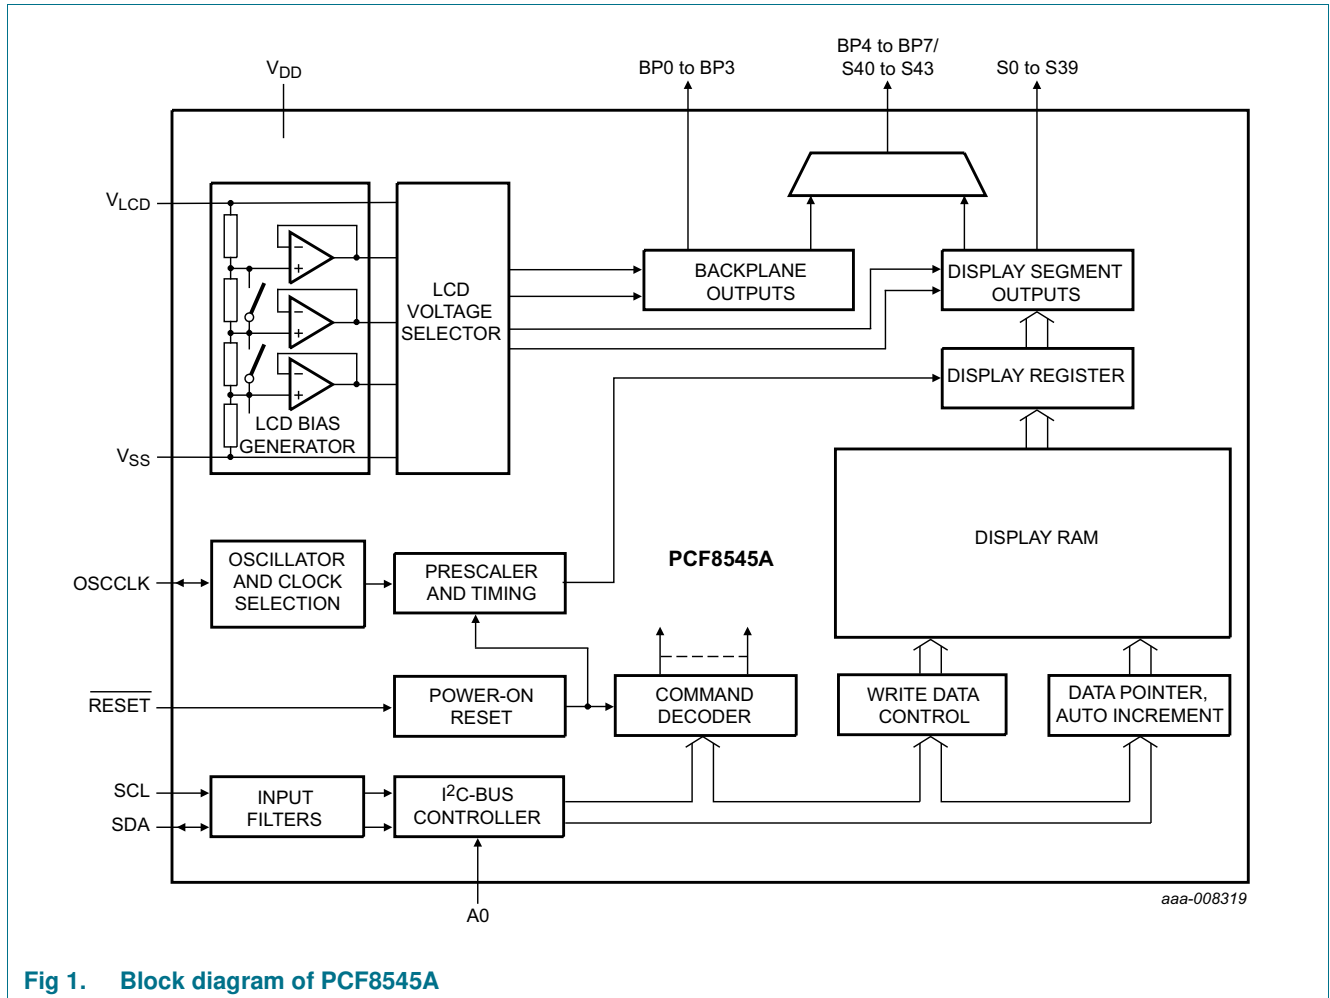 V_DD
BP0 to BP3
BP4 to BP7/
S40 to S43
S0 to S39
V_LCD
LCD BIAS
GENERATOR
V_SS
LCD
VOLTAGE
SELECTOR
BACKPLANE
OUTPUTS
DISPLAY SEGMENT
OUTPUTS
DISPLAY REGISTER
DISPLAY RAM
OSCCLK
OSCILLATOR
AND CLOCK
SELECTION
PRESCALER
AND TIMING
PCF8545A
RESET
POWER-ON
RESET
COMMAND
DECODER
WRITE DATA
CONTROL
DATA POINTER,
AUTO INCREMENT
SCL
SDA
INPUT
FILTERS
I²C-BUS
CONTROLLER
A0
aaa-008319
Fig 1. Block diagram of PCF8545A